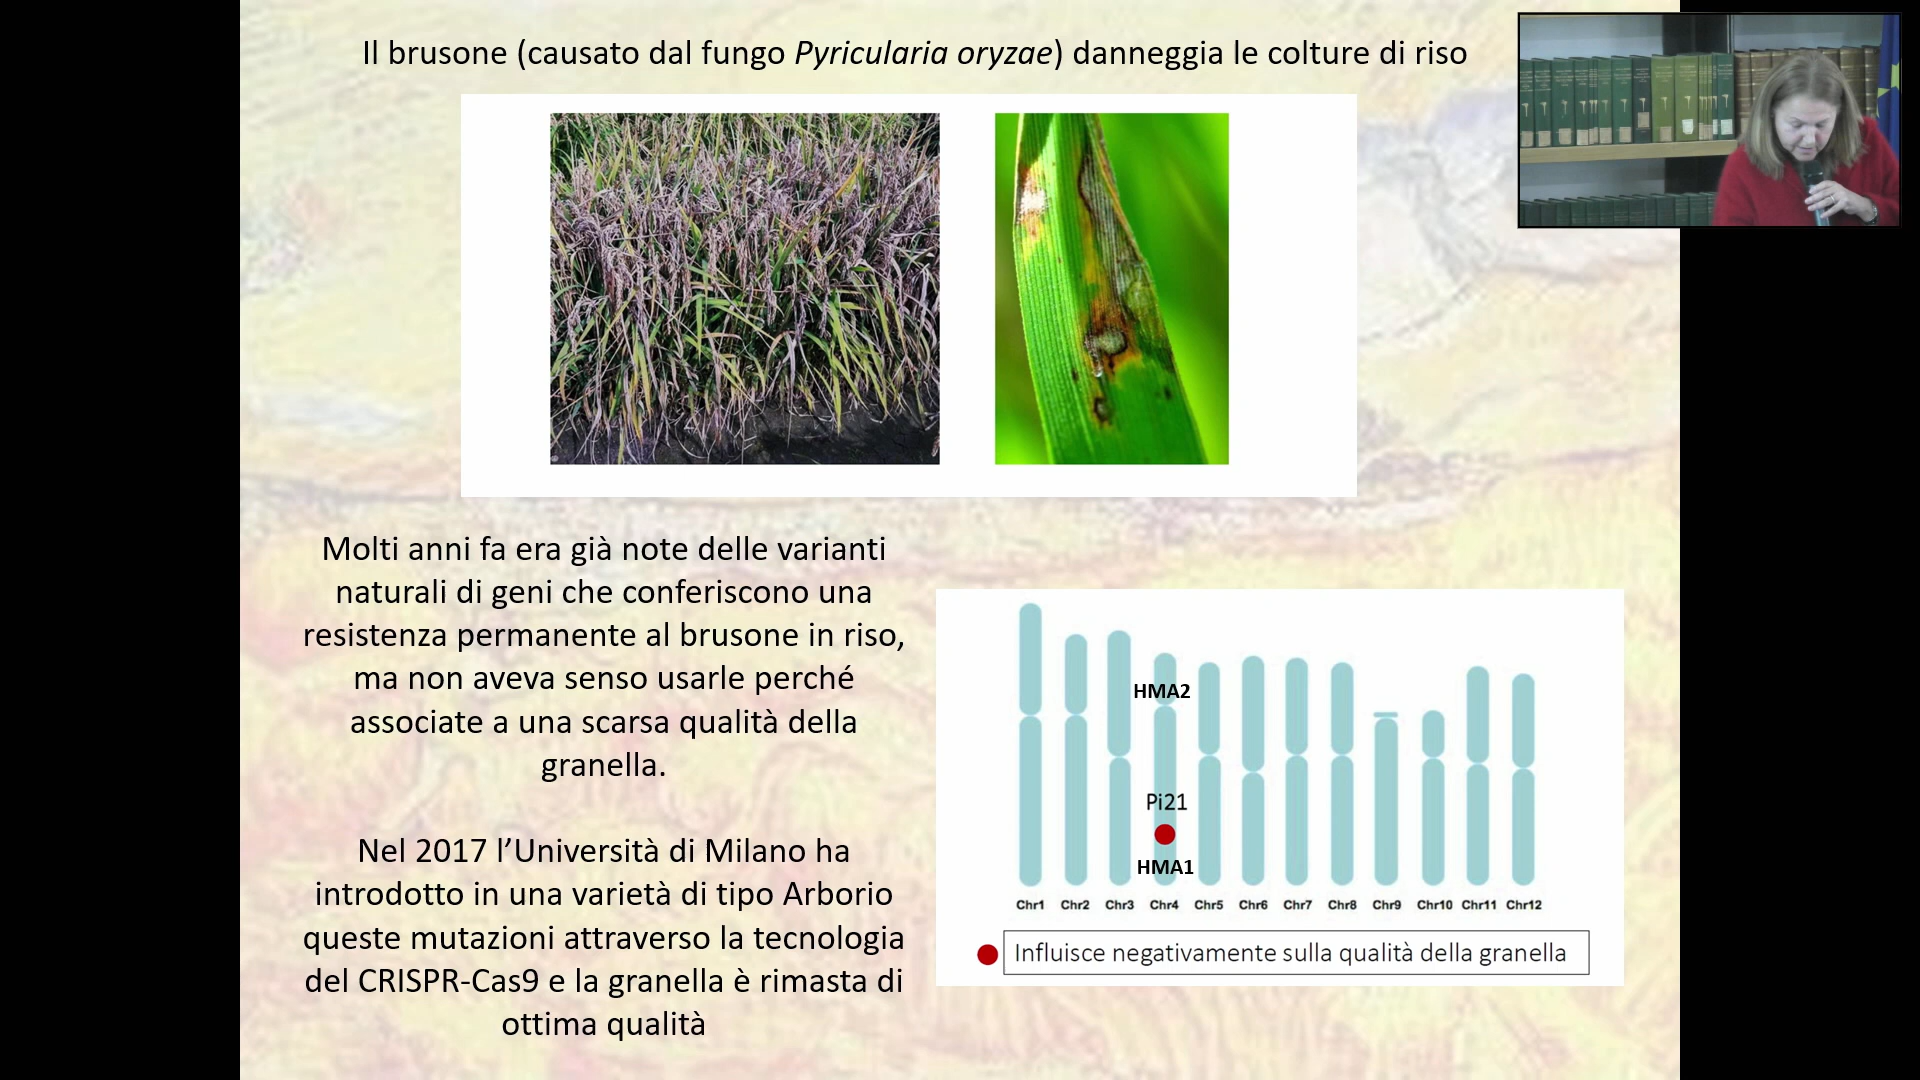 Il brusone (causato dal fungo Pyricularia oryzae) danneggia le colture di riso
Molti anni fa era già note delle varianti
naturali di geni che conferiscono una
resistenza permanente al brusone in riso,
ma non aveva senso usarle perché
associate a una scarsa qualità della
granella.
Nel 2017 l’Università di Milano ha
introdotto in una varietà di tipo Arborio
queste mutazioni attraverso la tecnologia
del CRISPR-Cas9 e la granella è rimasta di
ottima qualità
HMA2
Pi21
HMA1
Chr1 Chr2 Chr3 Chr4 Chr5 Chr6 Chr7 Chr8 Chr9 Chr10 Chr11 Chr12
Influisce negativamente sulla qualità della granella